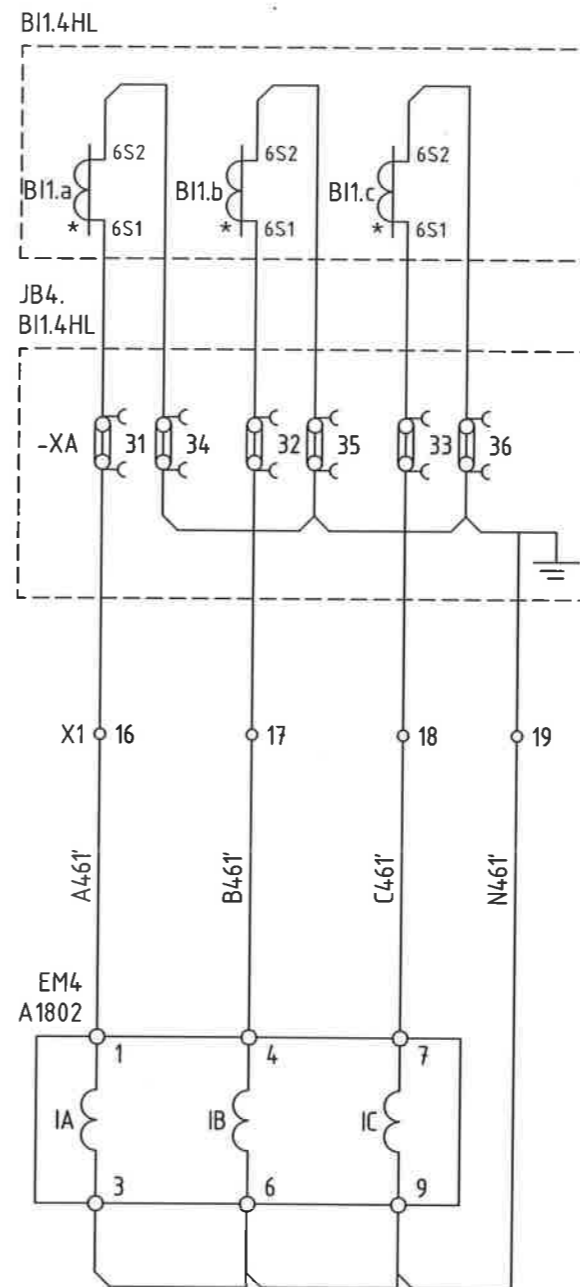 BI1.4HL
6S2 6S2 6S2
BI1.a BI1.b BI1.c
* 6S1 * 6S1 * 6S1
JB4.
BI1.4HL
-XA 31 34 32 35 33 36
X1 16 17 18 19
A461' B461' C461' N461'
EM4
A1802
1 4 7
IA IB IC
3 6 9